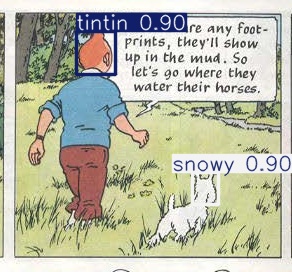 tintin 0.90
re any foot-
prints, they'll show
up in the mud. So
let's go where they
water their horses.
snowy 0.90